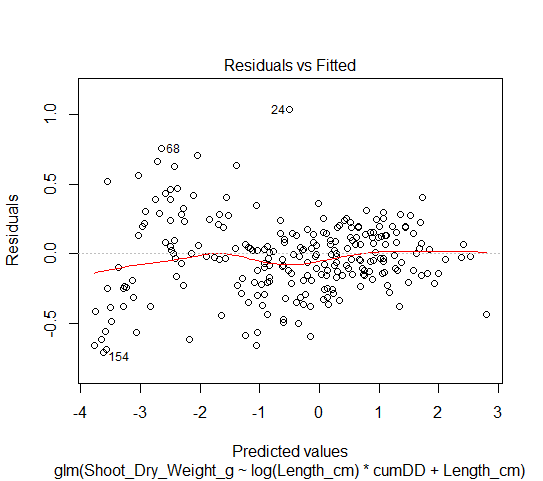 Residuals vs Fitted
Residuals
1.0
0.5
0.0
-0.5
24
68
154
-4 -3 -2 -1 0 1 2 3
Predicted values
glm(Shoot_Dry_Weight_g ~ log(Length_cm) * cumDD + Length_cm)